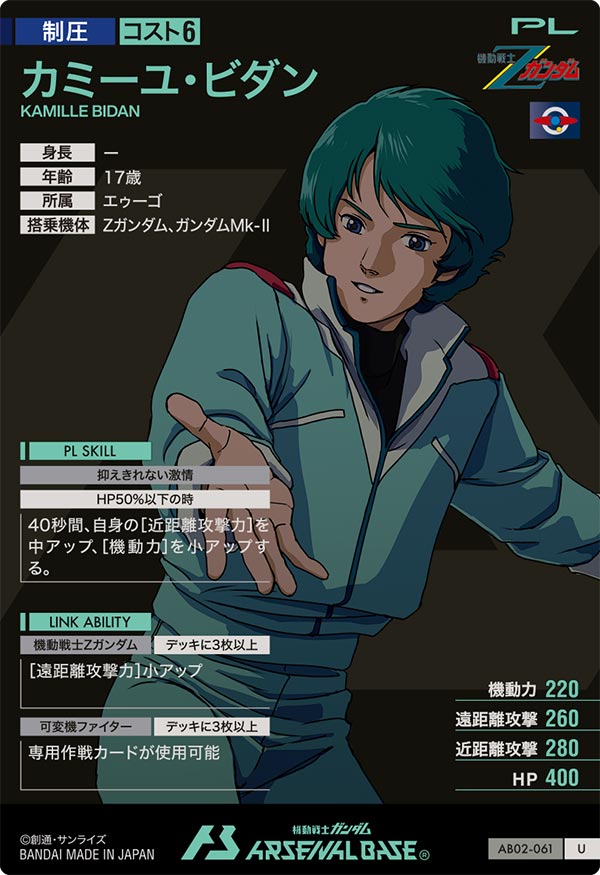 制圧 コスト6 PL
カミーユ・ビダン
KAMILLE BIDAN
機動戦士
Zガンダム
身長 ー
年齢 17歳
所属 エゥーゴ
搭乗機体 Zガンダム、ガンダムMk-II
PL SKILL
抑えきれない激情
HP50%以下の時
40秒間、自身の[近距離攻撃力]を
中アップ、[機動力]を小アップす
る。
LINK ABILITY
機動戦士Zガンダム デッキに3枚以上
[遠距離攻撃力]小アップ
可変機ファイター デッキに3枚以上
専用作戦カードが使用可能
機動力 220
遠距離攻撃 260
近距離攻撃 280
HP 400
©創通・サンライズ
BANDAI MADE IN JAPAN
AB
機動戦士ガンダム
ARSENAL BASE®
AB02-061 U